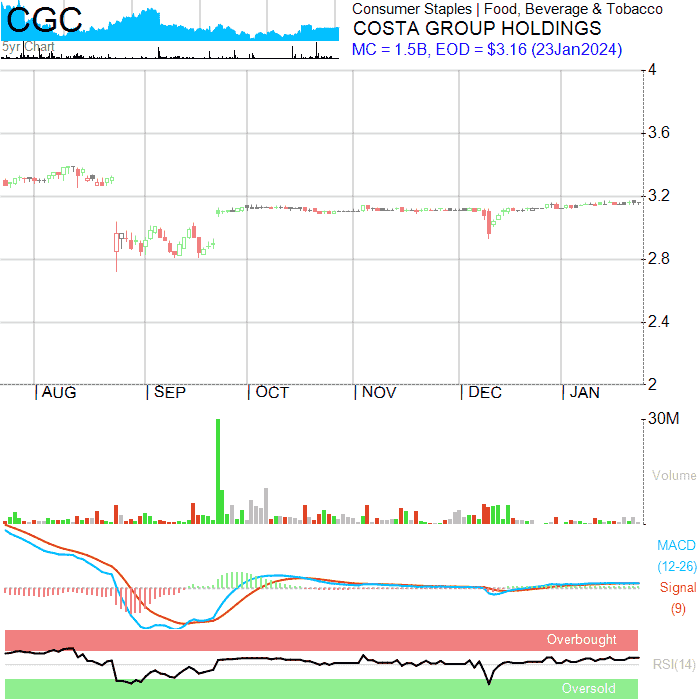 CGC
5yr Chart
Consumer Staples | Food, Beverage & Tobacco
COSTA GROUP HOLDINGS
MC = 1.5B, EOD = $3.16 (23Jan2024)
4
3.6
3.2
2.8
2.4
2
AUG
SEP
OCT
NOV
DEC
JAN
30M
Volume
MACD
(12-26)
Signal
(9)
Overbought
RSI(14)
Oversold